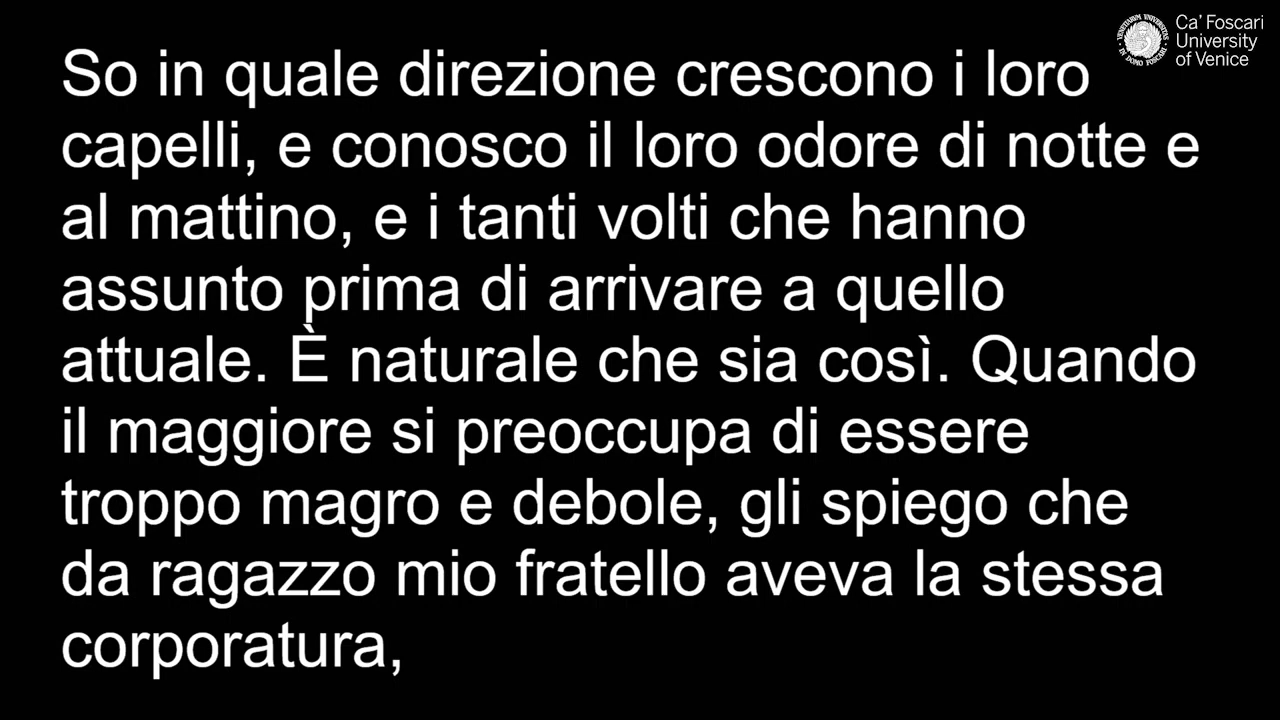 Ca' Foscari
University
of Venice
So in quale direzione crescono i loro
capelli, e conosco il loro odore di notte e
al mattino, e i tanti volti che hanno
assunto prima di arrivare a quello
attuale. È naturale che sia così. Quando
il maggiore si preoccupa di essere
troppo magro e debole, gli spiego che
da ragazzo mio fratello aveva la stessa
corporatura,